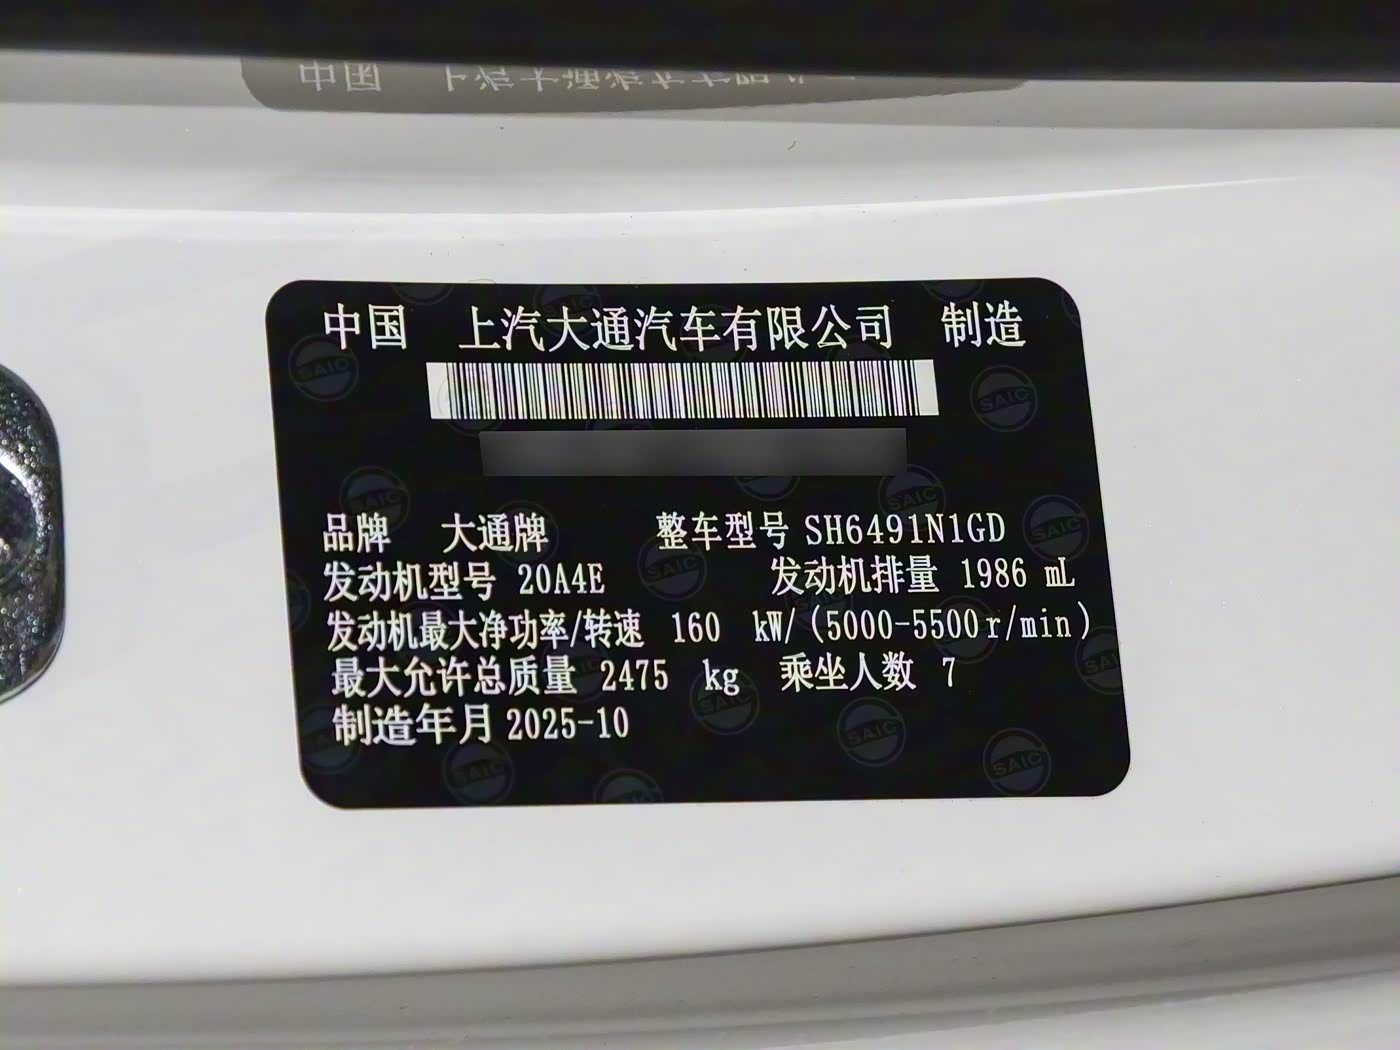 中国 上汽大通汽车有限公司 制造
品牌 大通牌 整车型号 SH6491N1GD
发动机型号 20A4E 发动机排量 1986 mL
发动机最大净功率/转速 160 kW/(5000-5500r/min)
最大允许总质量 2475 kg 乘坐人数 7
制造年月 2025-10
SAIC